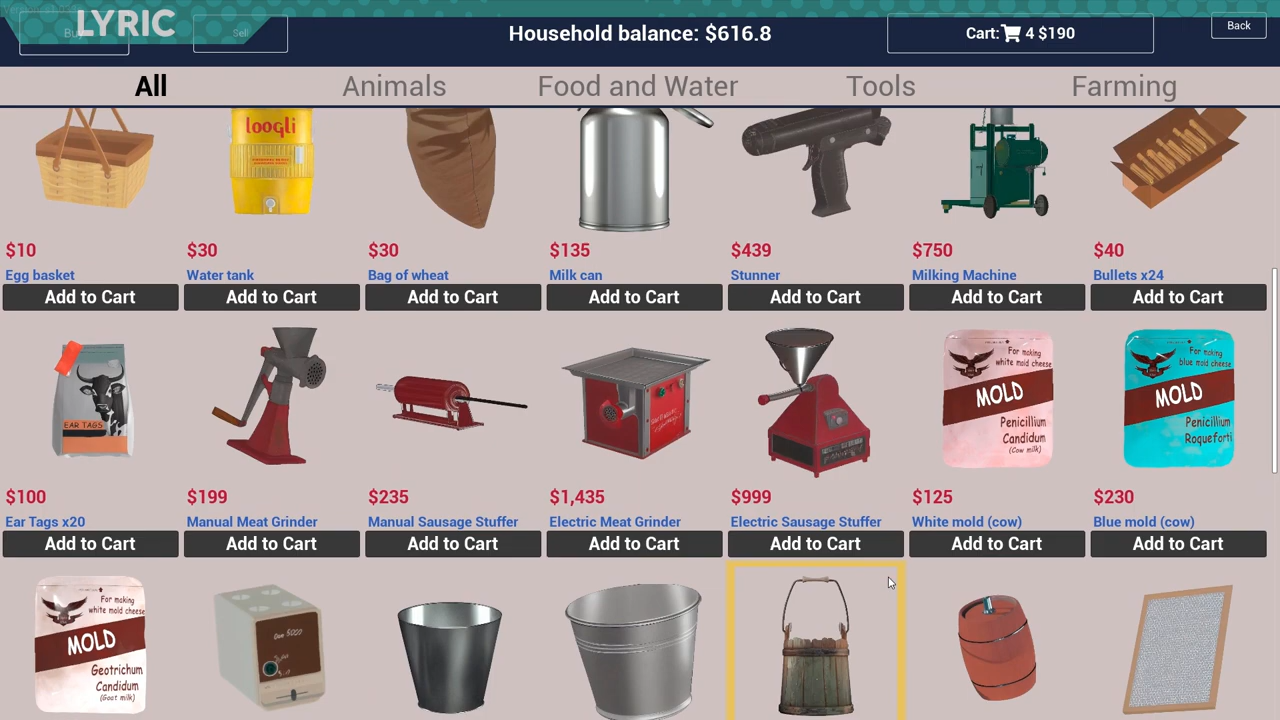 LYRIC
Buy
Sell
Household balance: $616.8
Cart: 4 $190
Back
All
Animals
Food and Water
Tools
Farming
loogli
$10
$30
$30
$135
$439
$750
$40
Egg basket
Water tank
Bag of wheat
Milk can
Stunner
Milking Machine
Bullets x24
Add to Cart
Add to Cart
Add to Cart
Add to Cart
Add to Cart
Add to Cart
Add to Cart
EAR TAGS
For making
white mold cheese
MOLD
Penicillium
Candidum
(Cow milk)
For making
blue mold cheese
MOLD
Penicillium
Roqueforti
$100
$199
$235
$1,435
$999
$125
$230
Ear Tags x20
Manual Meat Grinder
Manual Sausage Stuffer
Electric Meat Grinder
Electric Sausage Stuffer
White mold (cow)
Blue mold (cow)
Add to Cart
Add to Cart
Add to Cart
Add to Cart
Add to Cart
Add to Cart
Add to Cart
For making
white mold cheese
MOLD
Geotrichum
Candidum
(Goat milk)